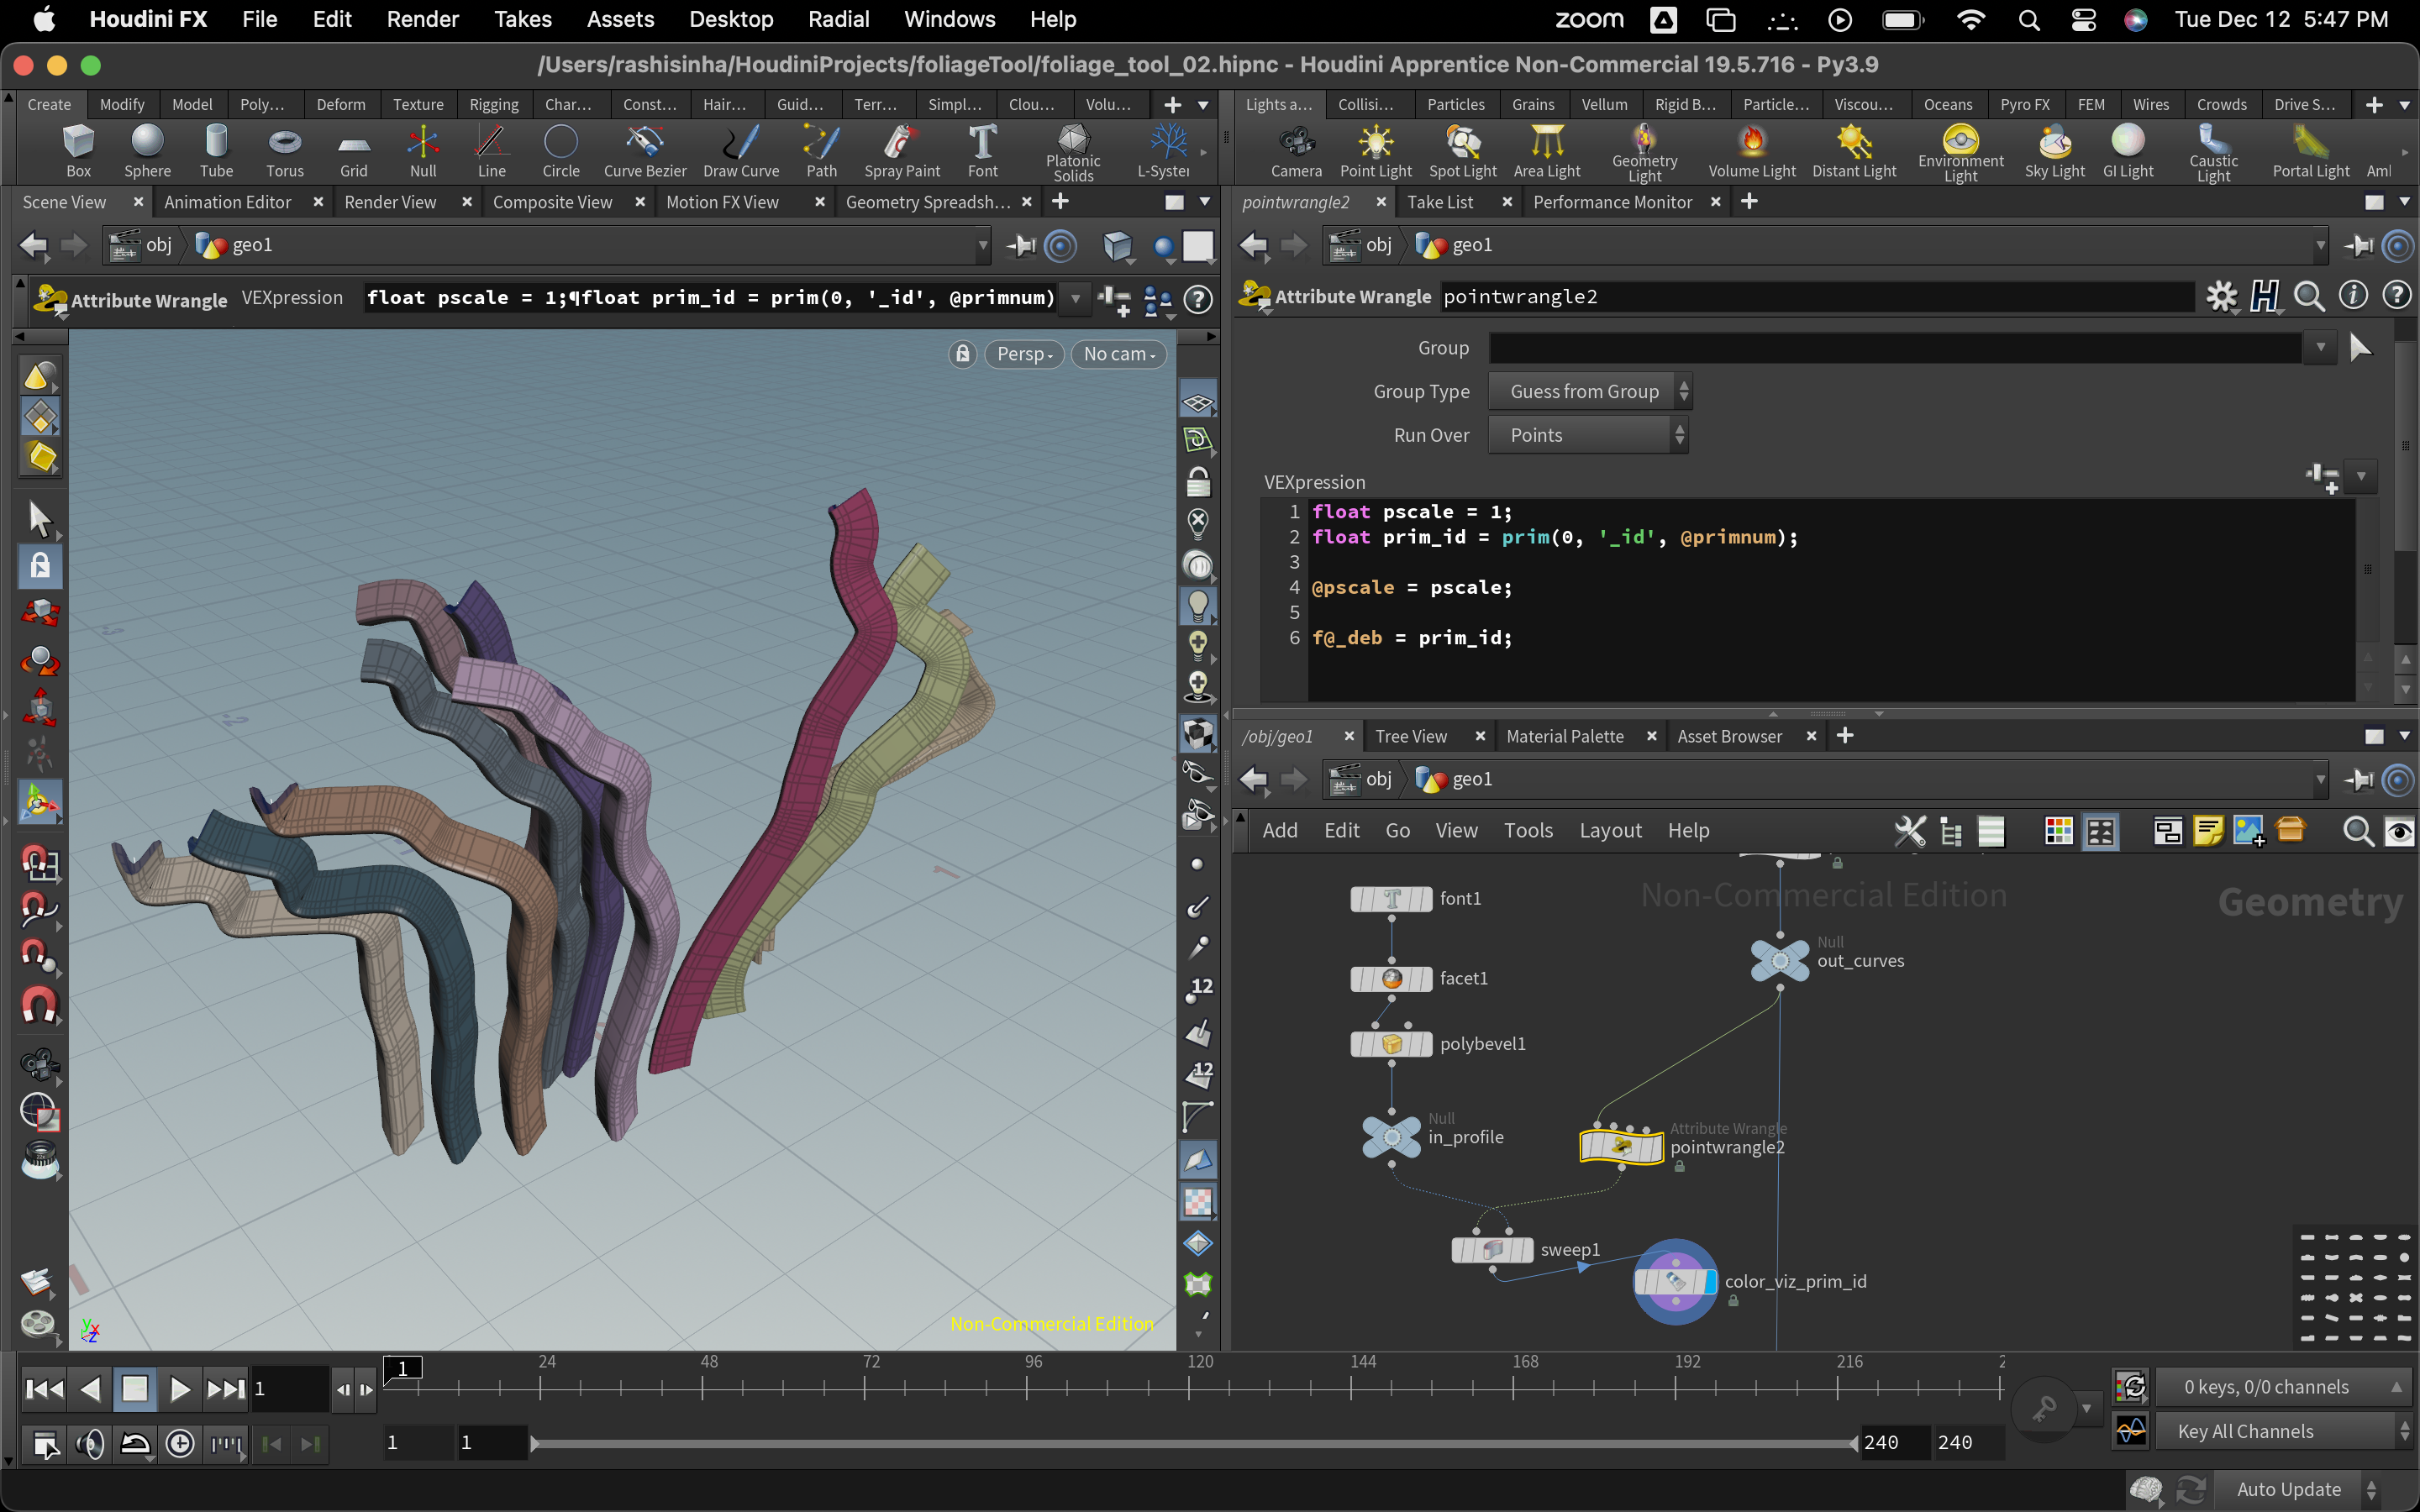 Houdini FX File Edit Render Takes Assets Desktop Radial Windows Help zoom Tue Dec 12 5:47 PM
/Users/rashisinha/HoudiniProjects/foliageTool/foliage_tool_02.hipnc - Houdini Apprentice Non-Commercial 19.5.716 - Py3.9
Create Modify Model Poly... Deform Texture Rigging Char... Const... Hair... Guid... Terr... Simpl... Clou... Volu...
Box Sphere Tube Torus Grid Null Line Circle Curve Bezier Draw Curve Path Spray Paint Font Platonic Solids L-Syster
Lights a... Collisi... Particles Grains Vellum Rigid B... Particle... Viscou... Oceans Pyro FX FEM Wires Crowds Drive S...
Camera Point Light Spot Light Area Light Geometry Light Volume Light Distant Light Environment Light Sky Light GI Light Caustic Light Portal Light Aml
Scene View Animation Editor Render View Composite View Motion FX View Geometry Spreadsh...
obj geo1
Attribute Wrangle VEXpression float pscale = 1;¶float prim_id = prim(0, '_id', @primnum)
Persp No cam
Non-Commercial Edition
pointwrangle2 Take List Performance Monitor
obj geo1
Attribute Wrangle pointwrangle2
Group
Group Type Guess from Group
Run Over Points
VEXpression
1 float pscale = 1;
2 float prim_id = prim(0, '_id', @primnum);
3
4 @pscale = pscale;
5
6 f@_deb = prim_id;
/obj/geo1 Tree View Material Palette Asset Browser
obj geo1
Add Edit Go View Tools Layout Help
Non-Commercial Edition
Geometry
font1
facet1
polybevel1
Null
in_profile
Null
out_curves
Attribute Wrangle
pointwrangle2
sweep1
color_viz_prim_id
12
12
1 1 24 48 72 96 120 144 168 192 216 2
1 1 240 240
0 keys, 0/0 channels
Key All Channels
Auto Update